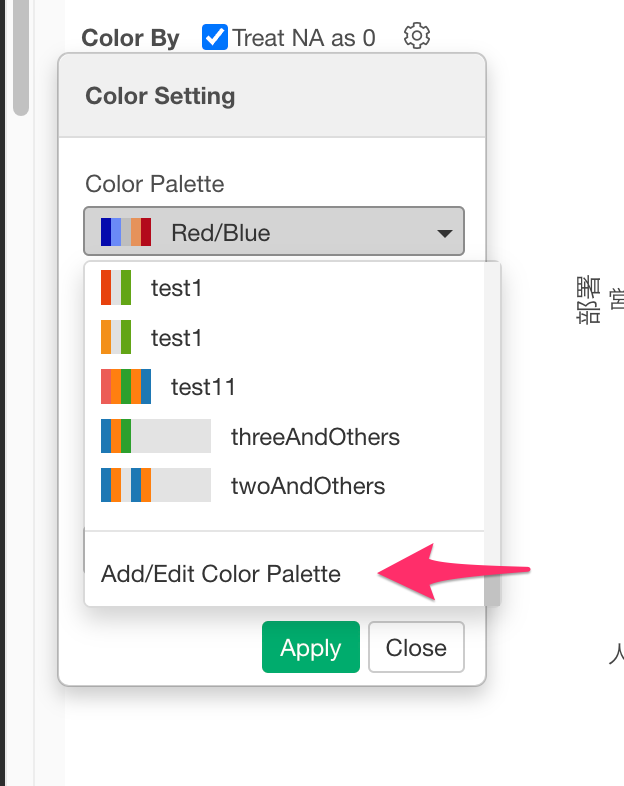 Color By
Treat NA as 0
Color Setting
Color Palette
Red/Blue
test1
test1
test11
threeAndOthers
twoAndOthers
Add/Edit Color Palette
Apply
Close
部署
人